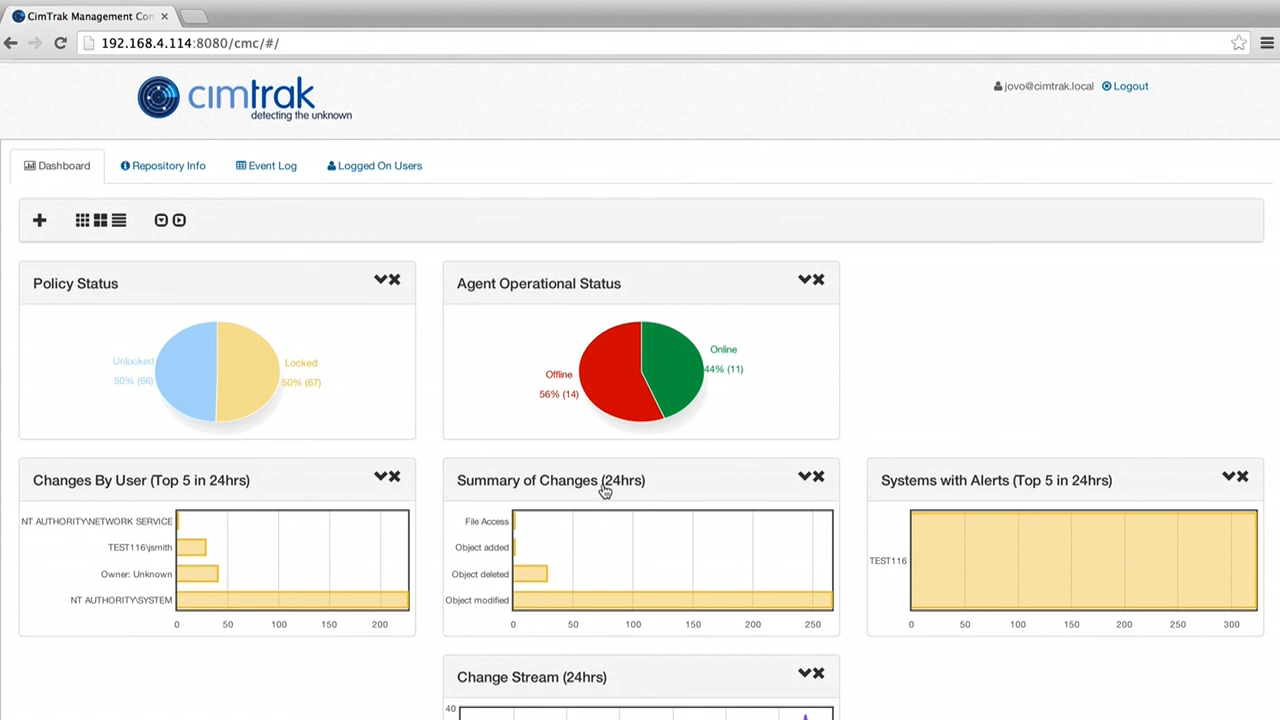 CimTrak Management Con
192.168.4.114:8080/cmc/#/
cimtrak
detecting the unknown
jovo@cimtrak.local Logout
Dashboard Repository Info Event Log Logged On Users
Policy Status
Unlocked
50% (66)
Locked
50% (67)
Agent Operational Status
Offline
56% (14)
Online
44% (11)
Changes By User (Top 5 in 24hrs)
NT AUTHORITY\NETWORK SERVICE
TEST116\jsmith
Owner: Unknown
NT AUTHORITY\SYSTEM
0 50 100 150 200
Summary of Changes (24hrs)
File Access
Object added
Object deleted
Object modified
0 50 100 150 200 250
Systems with Alerts (Top 5 in 24hrs)
TEST116
0 50 100 150 200 250 300
Change Stream (24hrs)
40